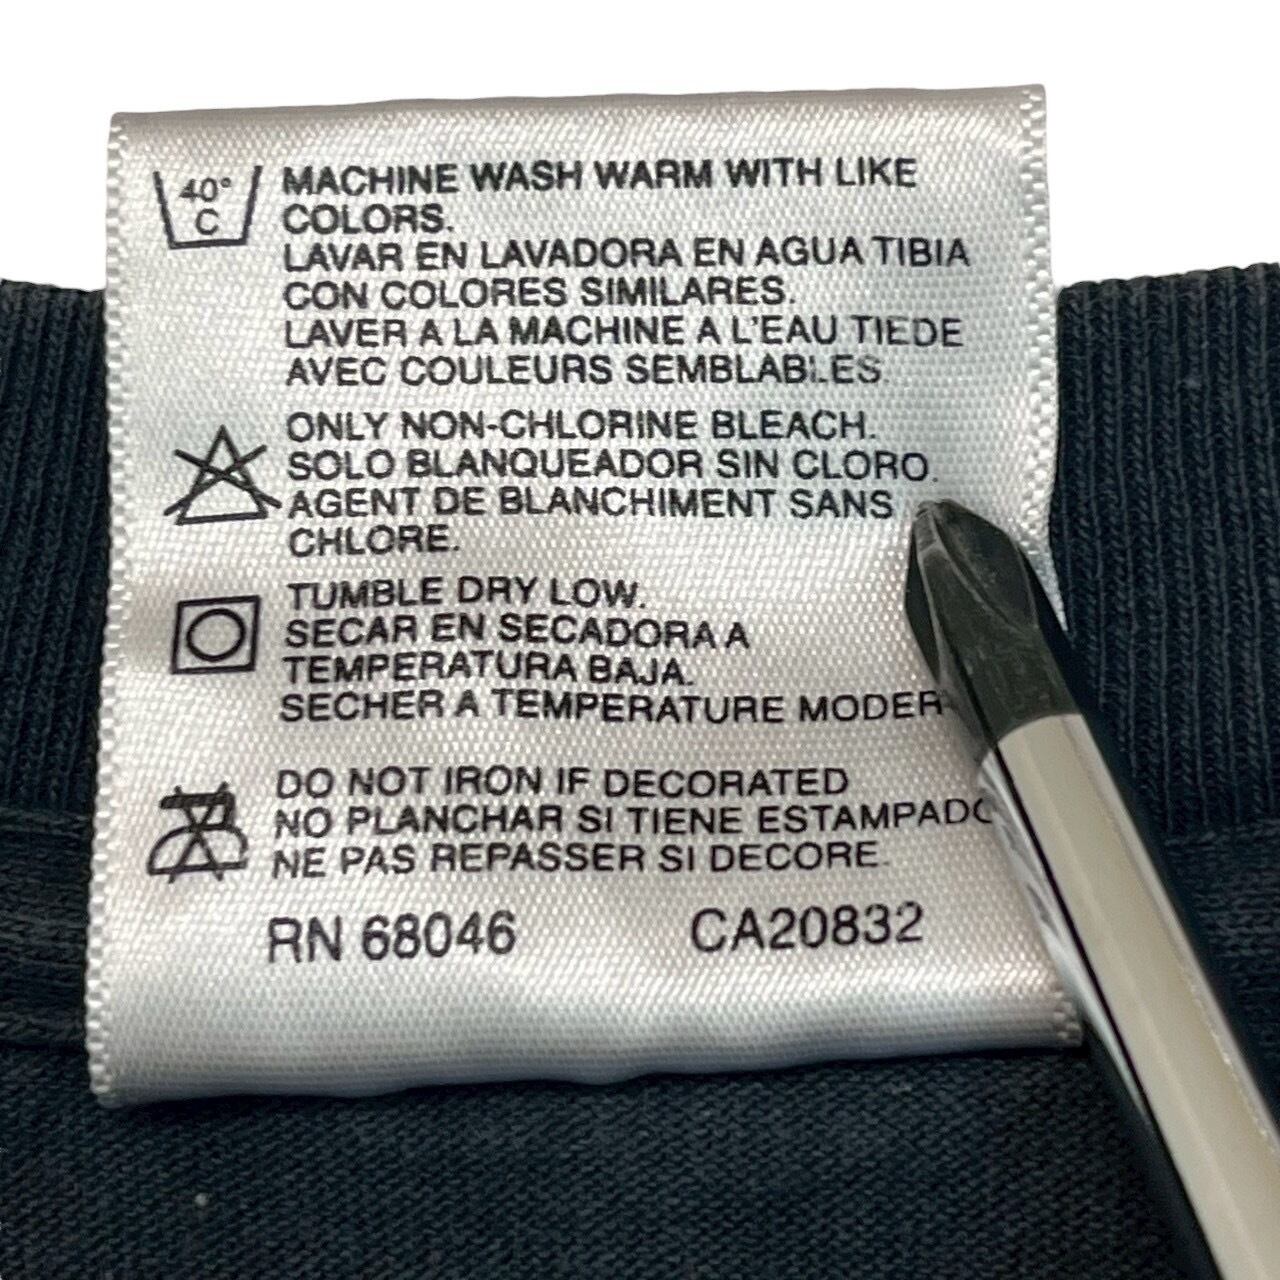 40°
C
MACHINE WASH WARM WITH LIKE
COLORS.
LAVAR EN LAVADORA EN AGUA TIBIA
CON COLORES SIMILARES.
LAVER A LA MACHINE A L'EAU TIEDE
AVEC COULEURS SEMBLABLES.
ONLY NON-CHLORINE BLEACH.
SOLO BLANQUEADOR SIN CLORO.
AGENT DE BLANCHIMENT SANS
CHLORE.
TUMBLE DRY LOW.
SECAR EN SECADORA A
TEMPERATURA BAJA.
SECHER A TEMPERATURE
DO NOT IRON IF DECORATED
NO PLANCHAR SI TIENE ESTAMPADO
NE PAS REPASSER SI DECORE.
RN 68046 CA20832